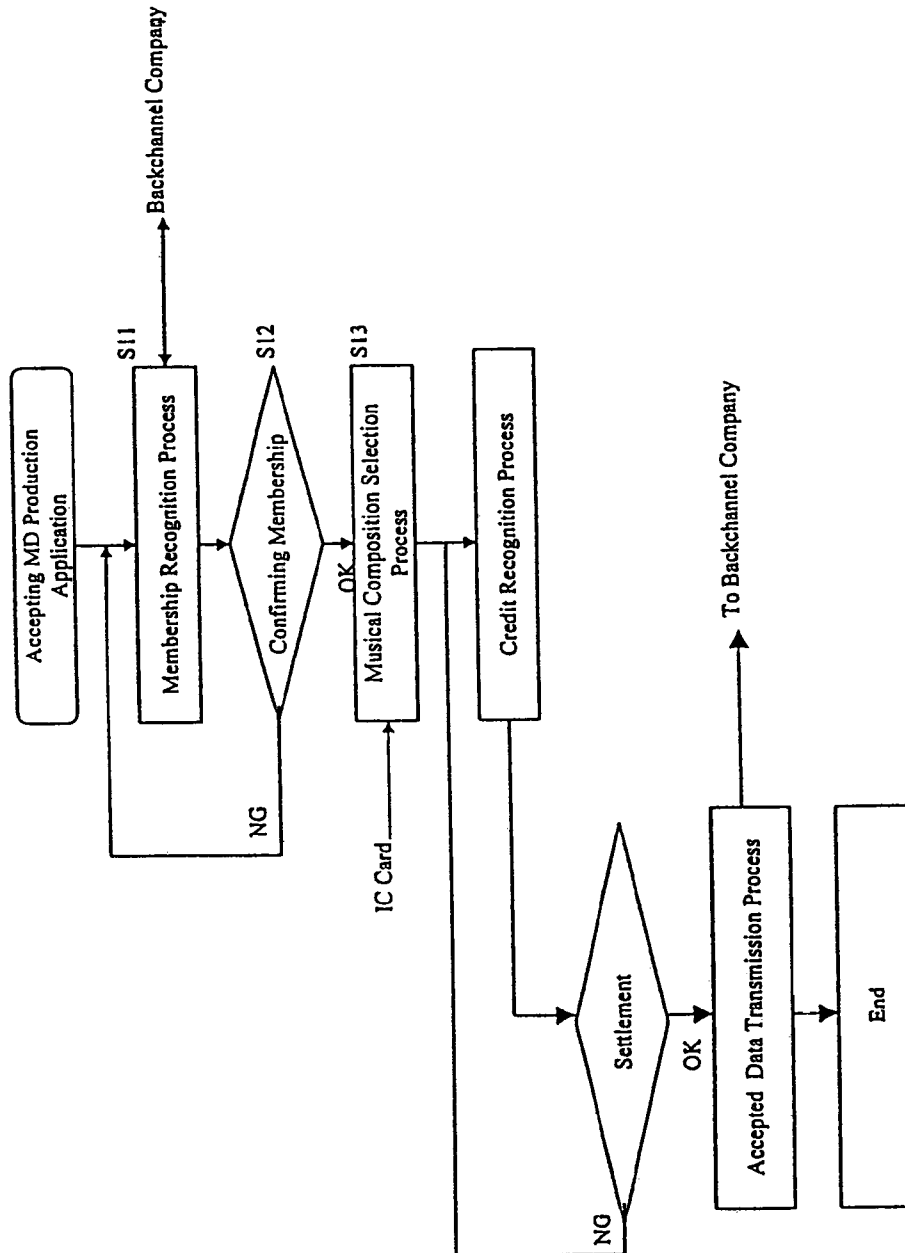 Accepting MD Production
Application
S11
Membership Recognition Process
Backchannel Company
S12
Confirming Membership
NG
OK
S13
Musical Composition Selection
Process
IC Card
Credit Recognition Process
Settlement
NG
OK
Accepted Data Transmission Process
To Backchannel Company
End